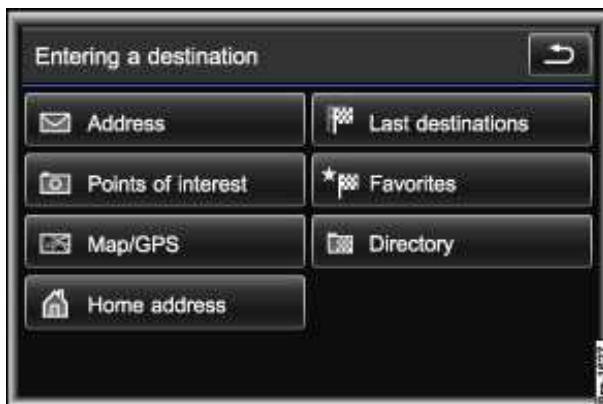 Entering a destination
Address
Last destinations
Points of interest
Favorites
Map/GPS
Directory
Home address